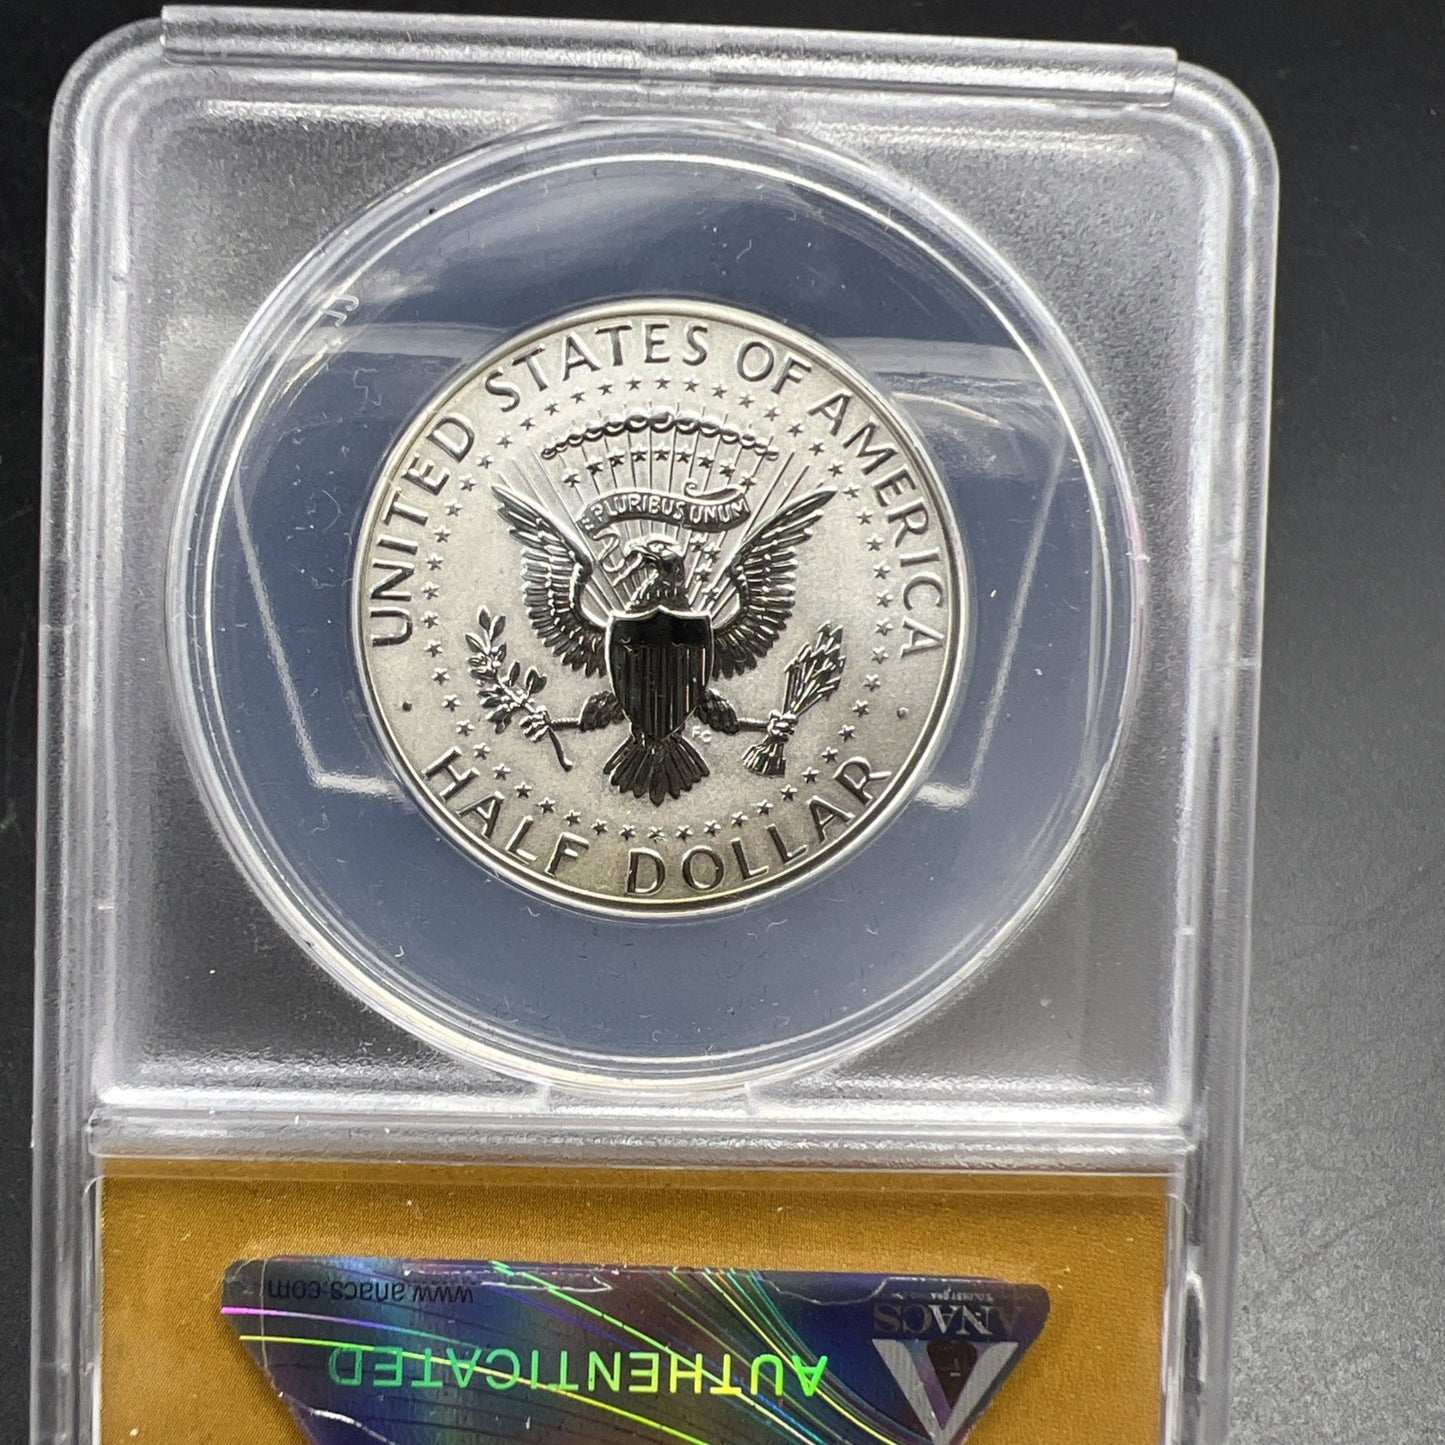 UNITED STATES OF AMERICA
E PLURIBUS UNUM
FG
HALF DOLLAR
www.anacs.com
ANACS
AUTHENTICATED